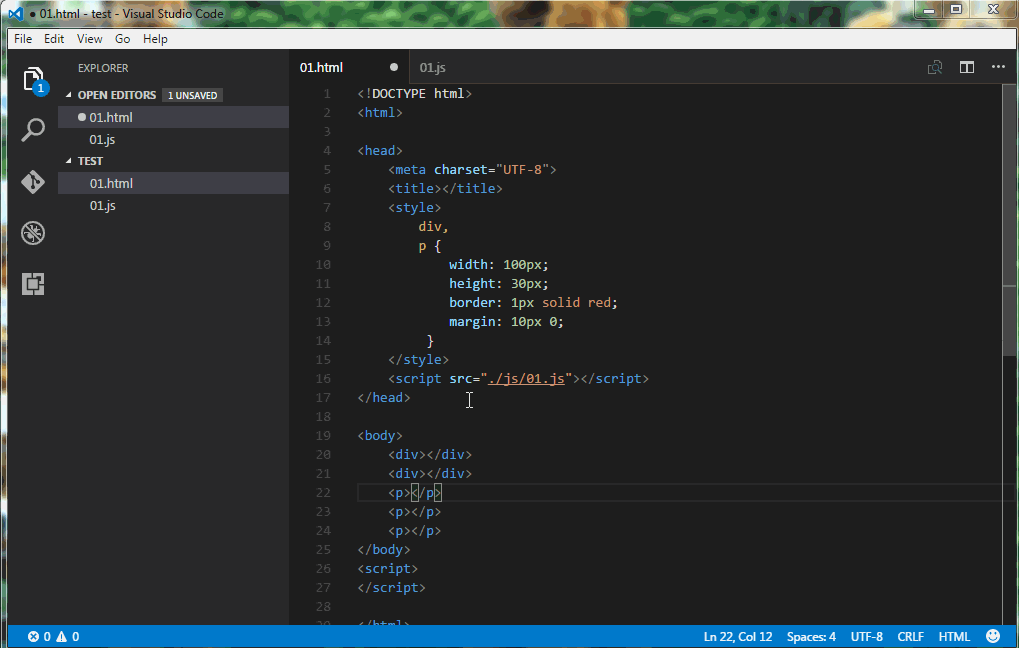 ● 01.html - test - Visual Studio Code
File Edit View Go Help
EXPLORER
OPEN EDITORS 1 UNSAVED
01.html
01.js
TEST
01.html
01.js
1
01.html 01.js
1 <!DOCTYPE html>
2 <html>
3
4 <head>
5 <meta charset="UTF-8">
6 <title></title>
7 <style>
8 div,
9 p {
10 width: 100px;
11 height: 30px;
12 border: 1px solid red;
13 margin: 10px 0;
14 }
15 </style>
16 <script src="./js/01.js"></script>
17 </head>
18
19 <body>
20 <div></div>
21 <div></div>
22 <p></p>
23 <p></p>
24 <p></p>
25 </body>
26 <script>
27 </script>
28
29 </html>
0 0 Ln 22, Col 12 Spaces: 4 UTF-8 CRLF HTML